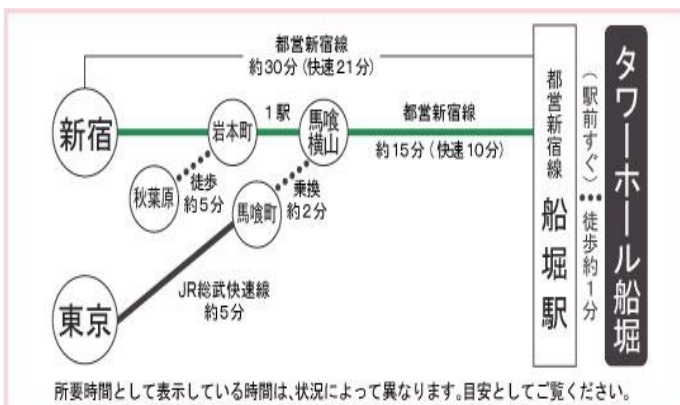 都営新宿線
約30分(快速21分)
新宿
岩本町
1駅
馬喰
横山
都営新宿線
約15分(快速10分)
秋葉原
徒歩
約5分
馬喰町
乗換
約2分
東京
JR総武快速線
約5分
都営新宿線 船堀駅
(駅前すぐ)
徒歩約1分
タワーホール船堀
所要時間として表示している時間は、状況によって異なります。目安としてご覧ください。